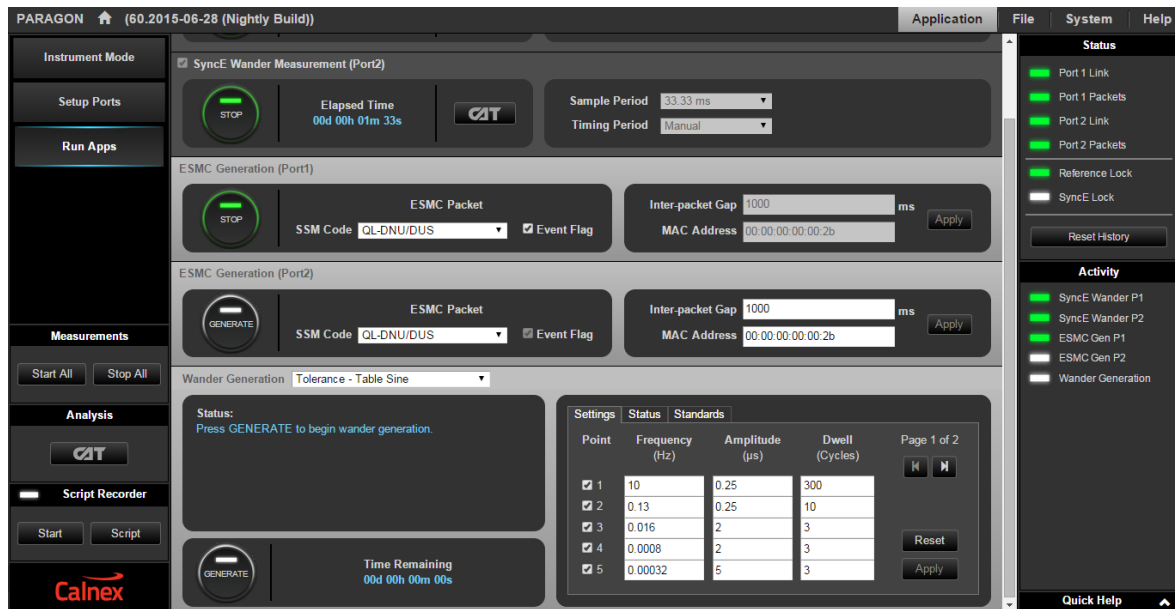 PARAGON (60.2015-06-28 (Nightly Build)) Application File System Help
Instrument Mode
Setup Ports
Run Apps
Measurements
Start All Stop All
Analysis
CAT
Script Recorder
Start Script
Calnex
SyncE Wander Measurement (Port2)
STOP
Elapsed Time
00d 00h 01m 33s
CAT
Sample Period 33.33 ms
Timing Period Manual
ESMC Generation (Port1)
STOP
ESMC Packet
SSM Code QL-DNU/DUS Event Flag
Inter-packet Gap 1000 ms
MAC Address 00:00:00:00:00:2b
Apply
ESMC Generation (Port2)
GENERATE
ESMC Packet
SSM Code QL-DNU/DUS Event Flag
Inter-packet Gap 1000 ms
MAC Address 00:00:00:00:00:2b
Apply
Wander Generation Tolerance - Table Sine
Status:
Press GENERATE to begin wander generation.
GENERATE
Time Remaining
00d 00h 00m 00s
Settings Status Standards
Point Frequency Amplitude Dwell Page 1 of 2
(Hz) (µs) (Cycles)
1 10 0.25 300
2 0.13 0.25 10
3 0.016 2 3
4 0.0008 2 3
5 0.00032 5 3
Reset
Apply
Status
Port 1 Link
Port 1 Packets
Port 2 Link
Port 2 Packets
Reference Lock
SyncE Lock
Reset History
Activity
SyncE Wander P1
SyncE Wander P2
ESMC Gen P1
ESMC Gen P2
Wander Generation
Quick Help